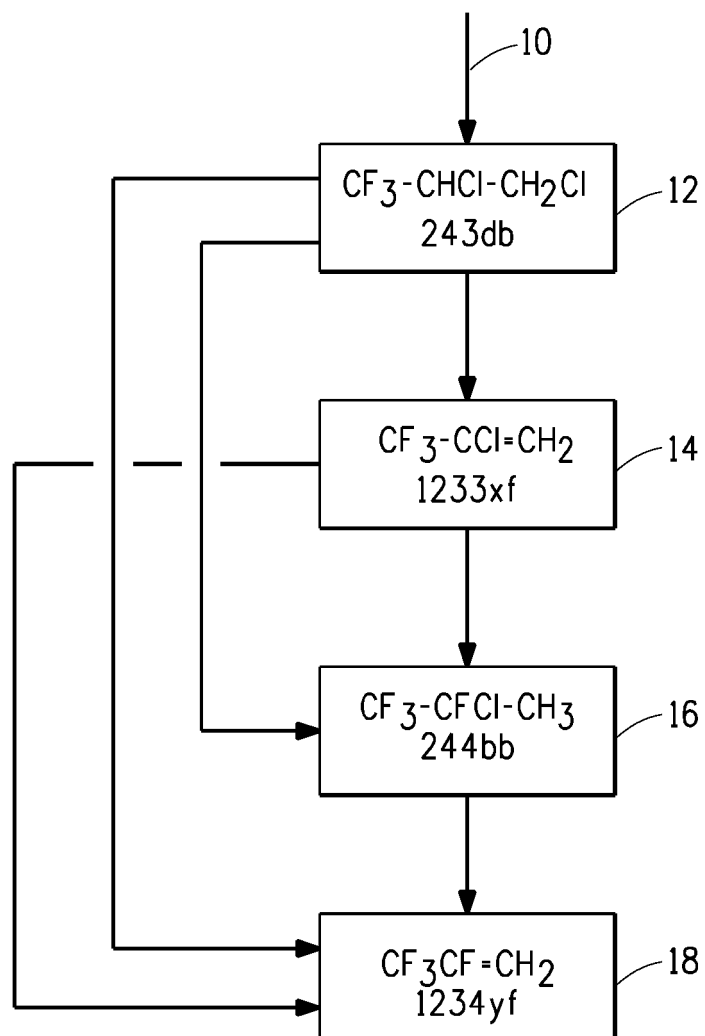 10
CF₃-CHCl-CH₂Cl
243db
12
CF₃-CCl=CH₂
1233xf
14
CF₃-CFCl-CH₃
244bb
16
CF₃CF=CH₂
1234yf
18